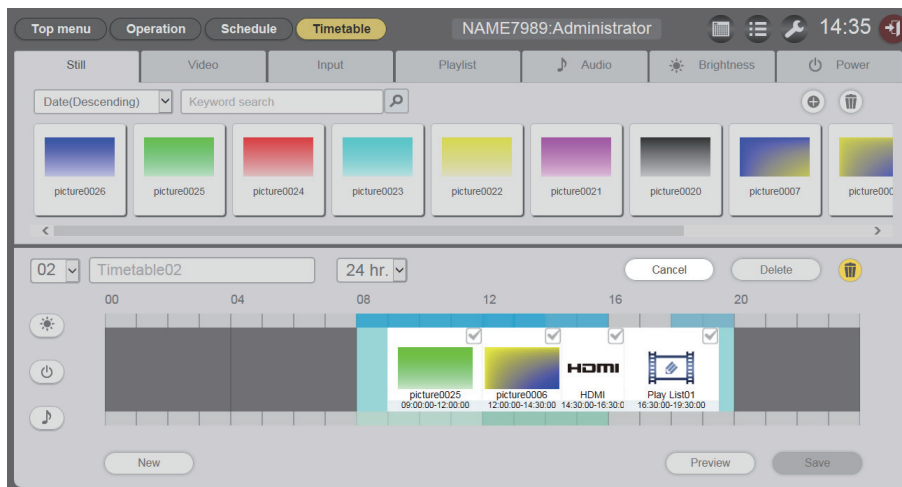 Top menu Operation Schedule Timetable NAME7989:Administrator 14:35
Still Video Input Playlist Audio Brightness Power
Date(Descending) Keyword search
picture0026 picture0025 picture0024 picture0023 picture0022 picture0021 picture0020 picture0007 picture000
02 Timetable02 24 hr. Cancel Delete
00 04 08 12 16 20
HDMI
picture0025 picture0006 HDMI Play List01
09:00:00-12:00:00 12:00:00-14:30:00 14:30:00-16:30:0 16:30:00-19:30:00
New Preview Save